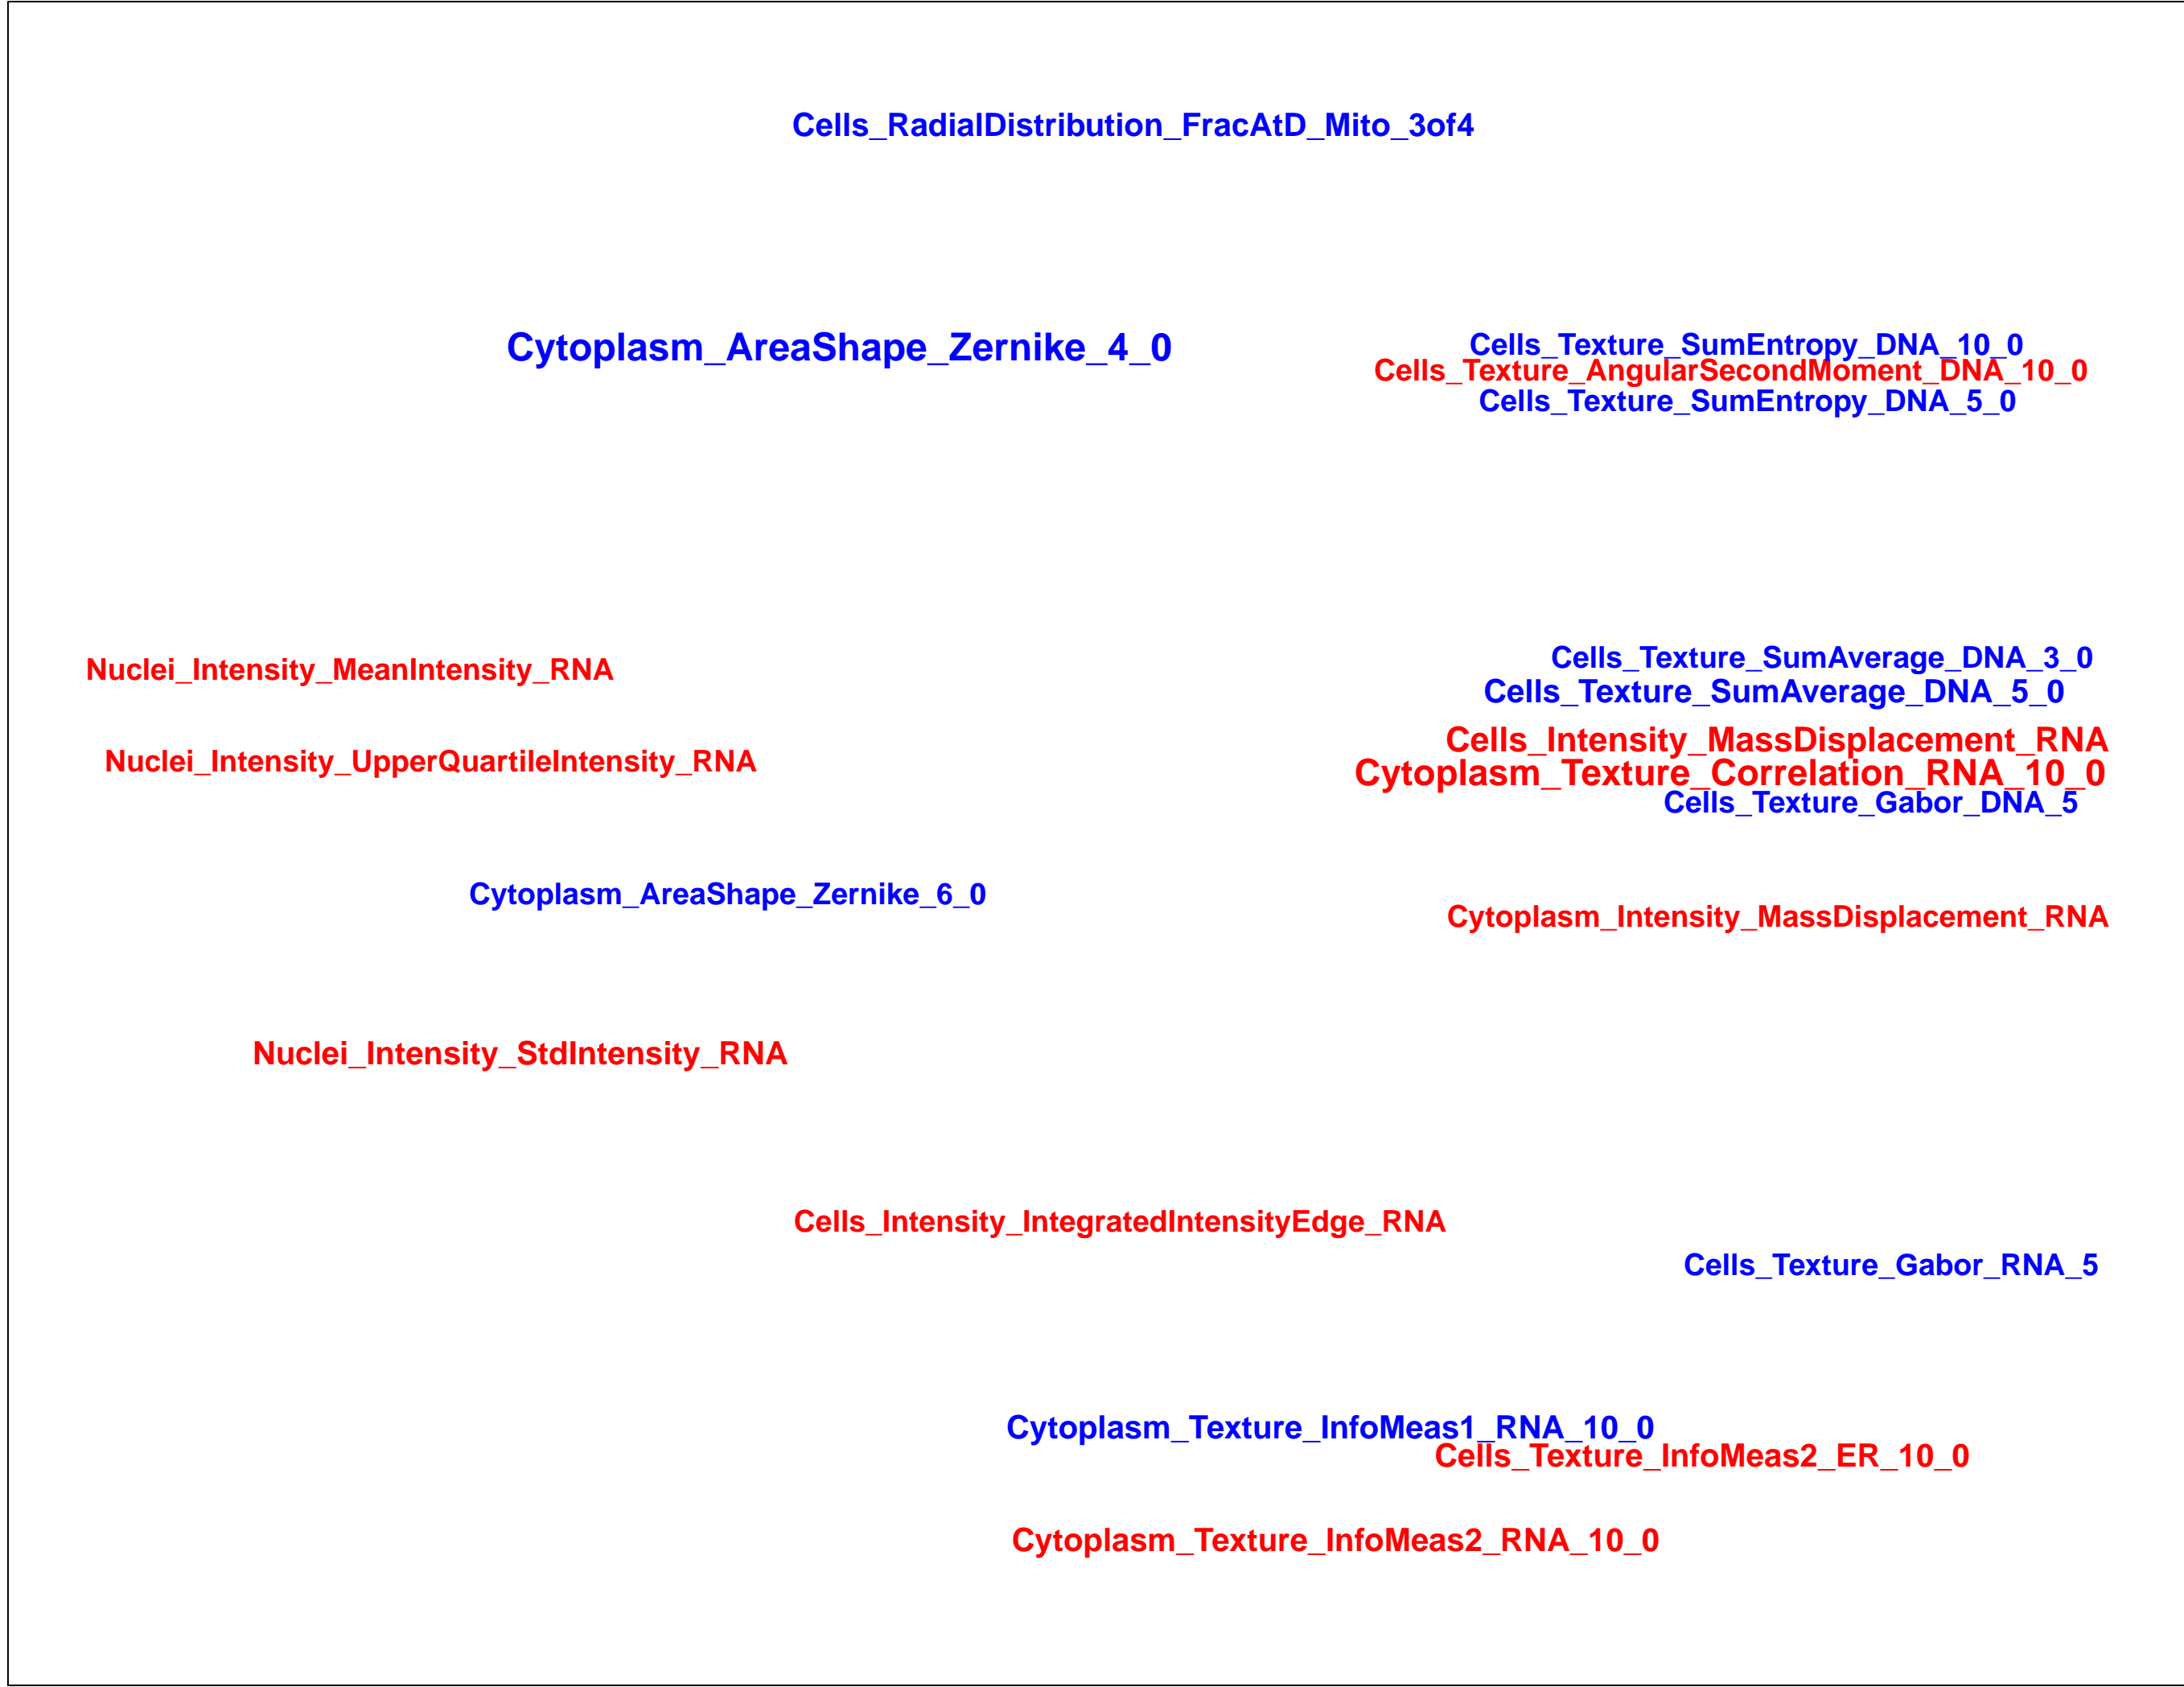 Cells_RadialDistribution_FracAtD_Mito_3of4
Cytoplasm_AreaShape_Zernike_4_0
Cells_Texture_SumEntropy_DNA_10_0
Cells_Texture_AngularSecondMoment_DNA_10_0
Cells_Texture_SumEntropy_DNA_5_0
Nuclei_Intensity_MeanIntensity_RNA
Cells_Texture_SumAverage_DNA_3_0
Cells_Texture_SumAverage_DNA_5_0
Cells_Intensity_MassDisplacement_RNA
Nuclei_Intensity_UpperQuartileIntensity_RNA
Cytoplasm_Texture_Correlation_RNA_10_0
Cells_Texture_Gabor_DNA_5
Cytoplasm_AreaShape_Zernike_6_0
Cytoplasm_Intensity_MassDisplacement_RNA
Nuclei_Intensity_StdIntensity_RNA
Cells_Intensity_IntegratedIntensityEdge_RNA
Cells_Texture_Gabor_RNA_5
Cytoplasm_Texture_InfoMeas1_RNA_10_0
Cells_Texture_InfoMeas2_ER_10_0
Cytoplasm_Texture_InfoMeas2_RNA_10_0